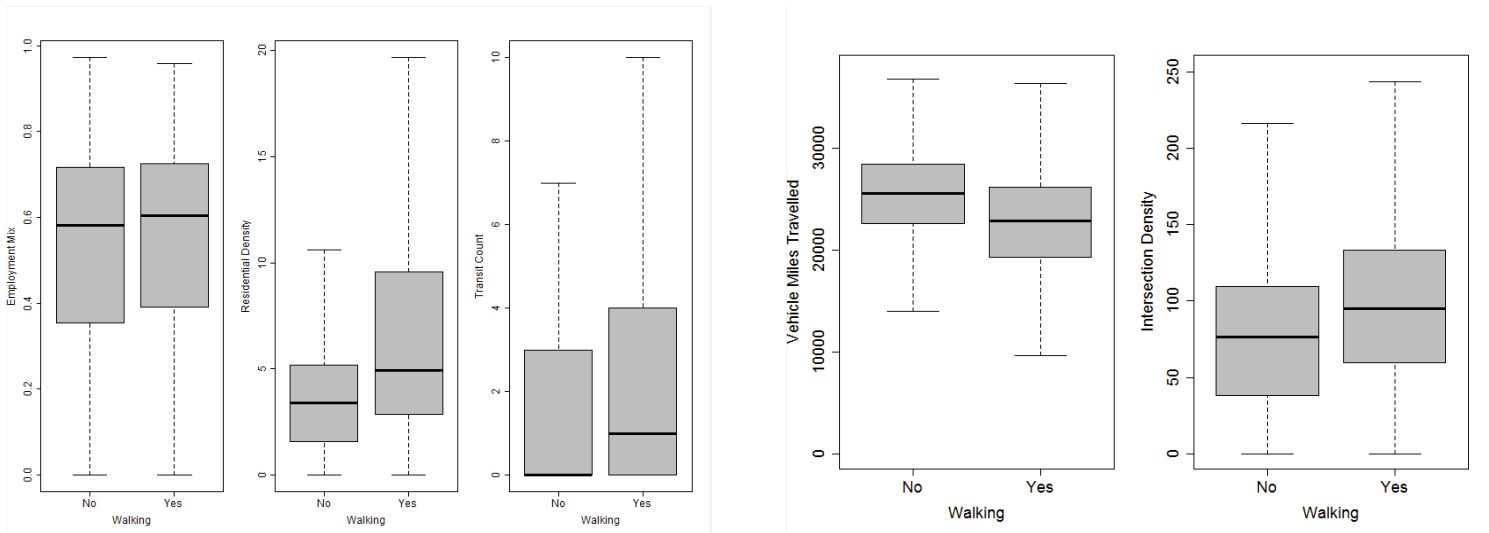 Employment Mix
0.0 0.2 0.4 0.6 0.8 1.0
No Yes
Walking
Residential Density
0 5 10 15 20
No Yes
Walking
Transit Count
0 2 4 6 8 10
No Yes
Walking
Vehicle Miles Travelled
0 10000 20000 30000
No Yes
Walking
Intersection Density
0 50 100 150 200 250
No Yes
Walking